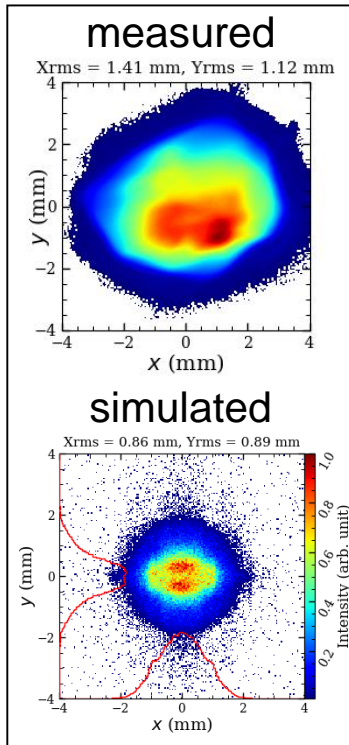 measured
Xrms = 1.41 mm, Yrms = 1.12 mm
4
2
0
−2
−4
y (mm)
−4 −2 0 2 4
x (mm)
simulated
Xrms = 0.86 mm, Yrms = 0.89 mm
4
2
0
−2
−4
y (mm)
−4 −2 0 2 4
x (mm)
1.0
0.8
0.6
0.4
0.2
Intensity (arb. unit)